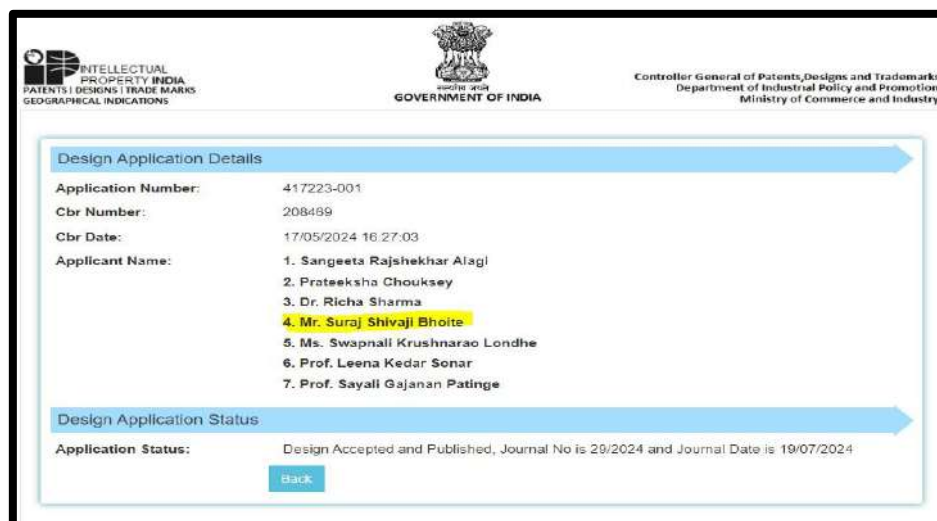 INTELLECTUAL
PROPERTY INDIA
PATENTS | DESIGNS | TRADE MARKS
GEOGRAPHICAL INDICATIONS
सत्यमेव जयते
GOVERNMENT OF INDIA
Controller General of Patents,Designs and Trademarks
Department of Industrial Policy and Promotion
Ministry of Commerce and Industry
Design Application Details
Application Number: 417223-001
Cbr Number: 208469
Cbr Date: 17/05/2024 16:27:03
Applicant Name: 1. Sangeeta Rajshekhar Alagi
2. Prateeksha Chouksey
3. Dr. Richa Sharma
4. Mr. Suraj Shivaji Bhoite
5. Ms. Swapnali Krushnarao Londhe
6. Prof. Leena Kedar Sonar
7. Prof. Sayali Gajanan Patinge
Design Application Status
Application Status: Design Accepted and Published, Journal No is 29/2024 and Journal Date is 19/07/2024
Back